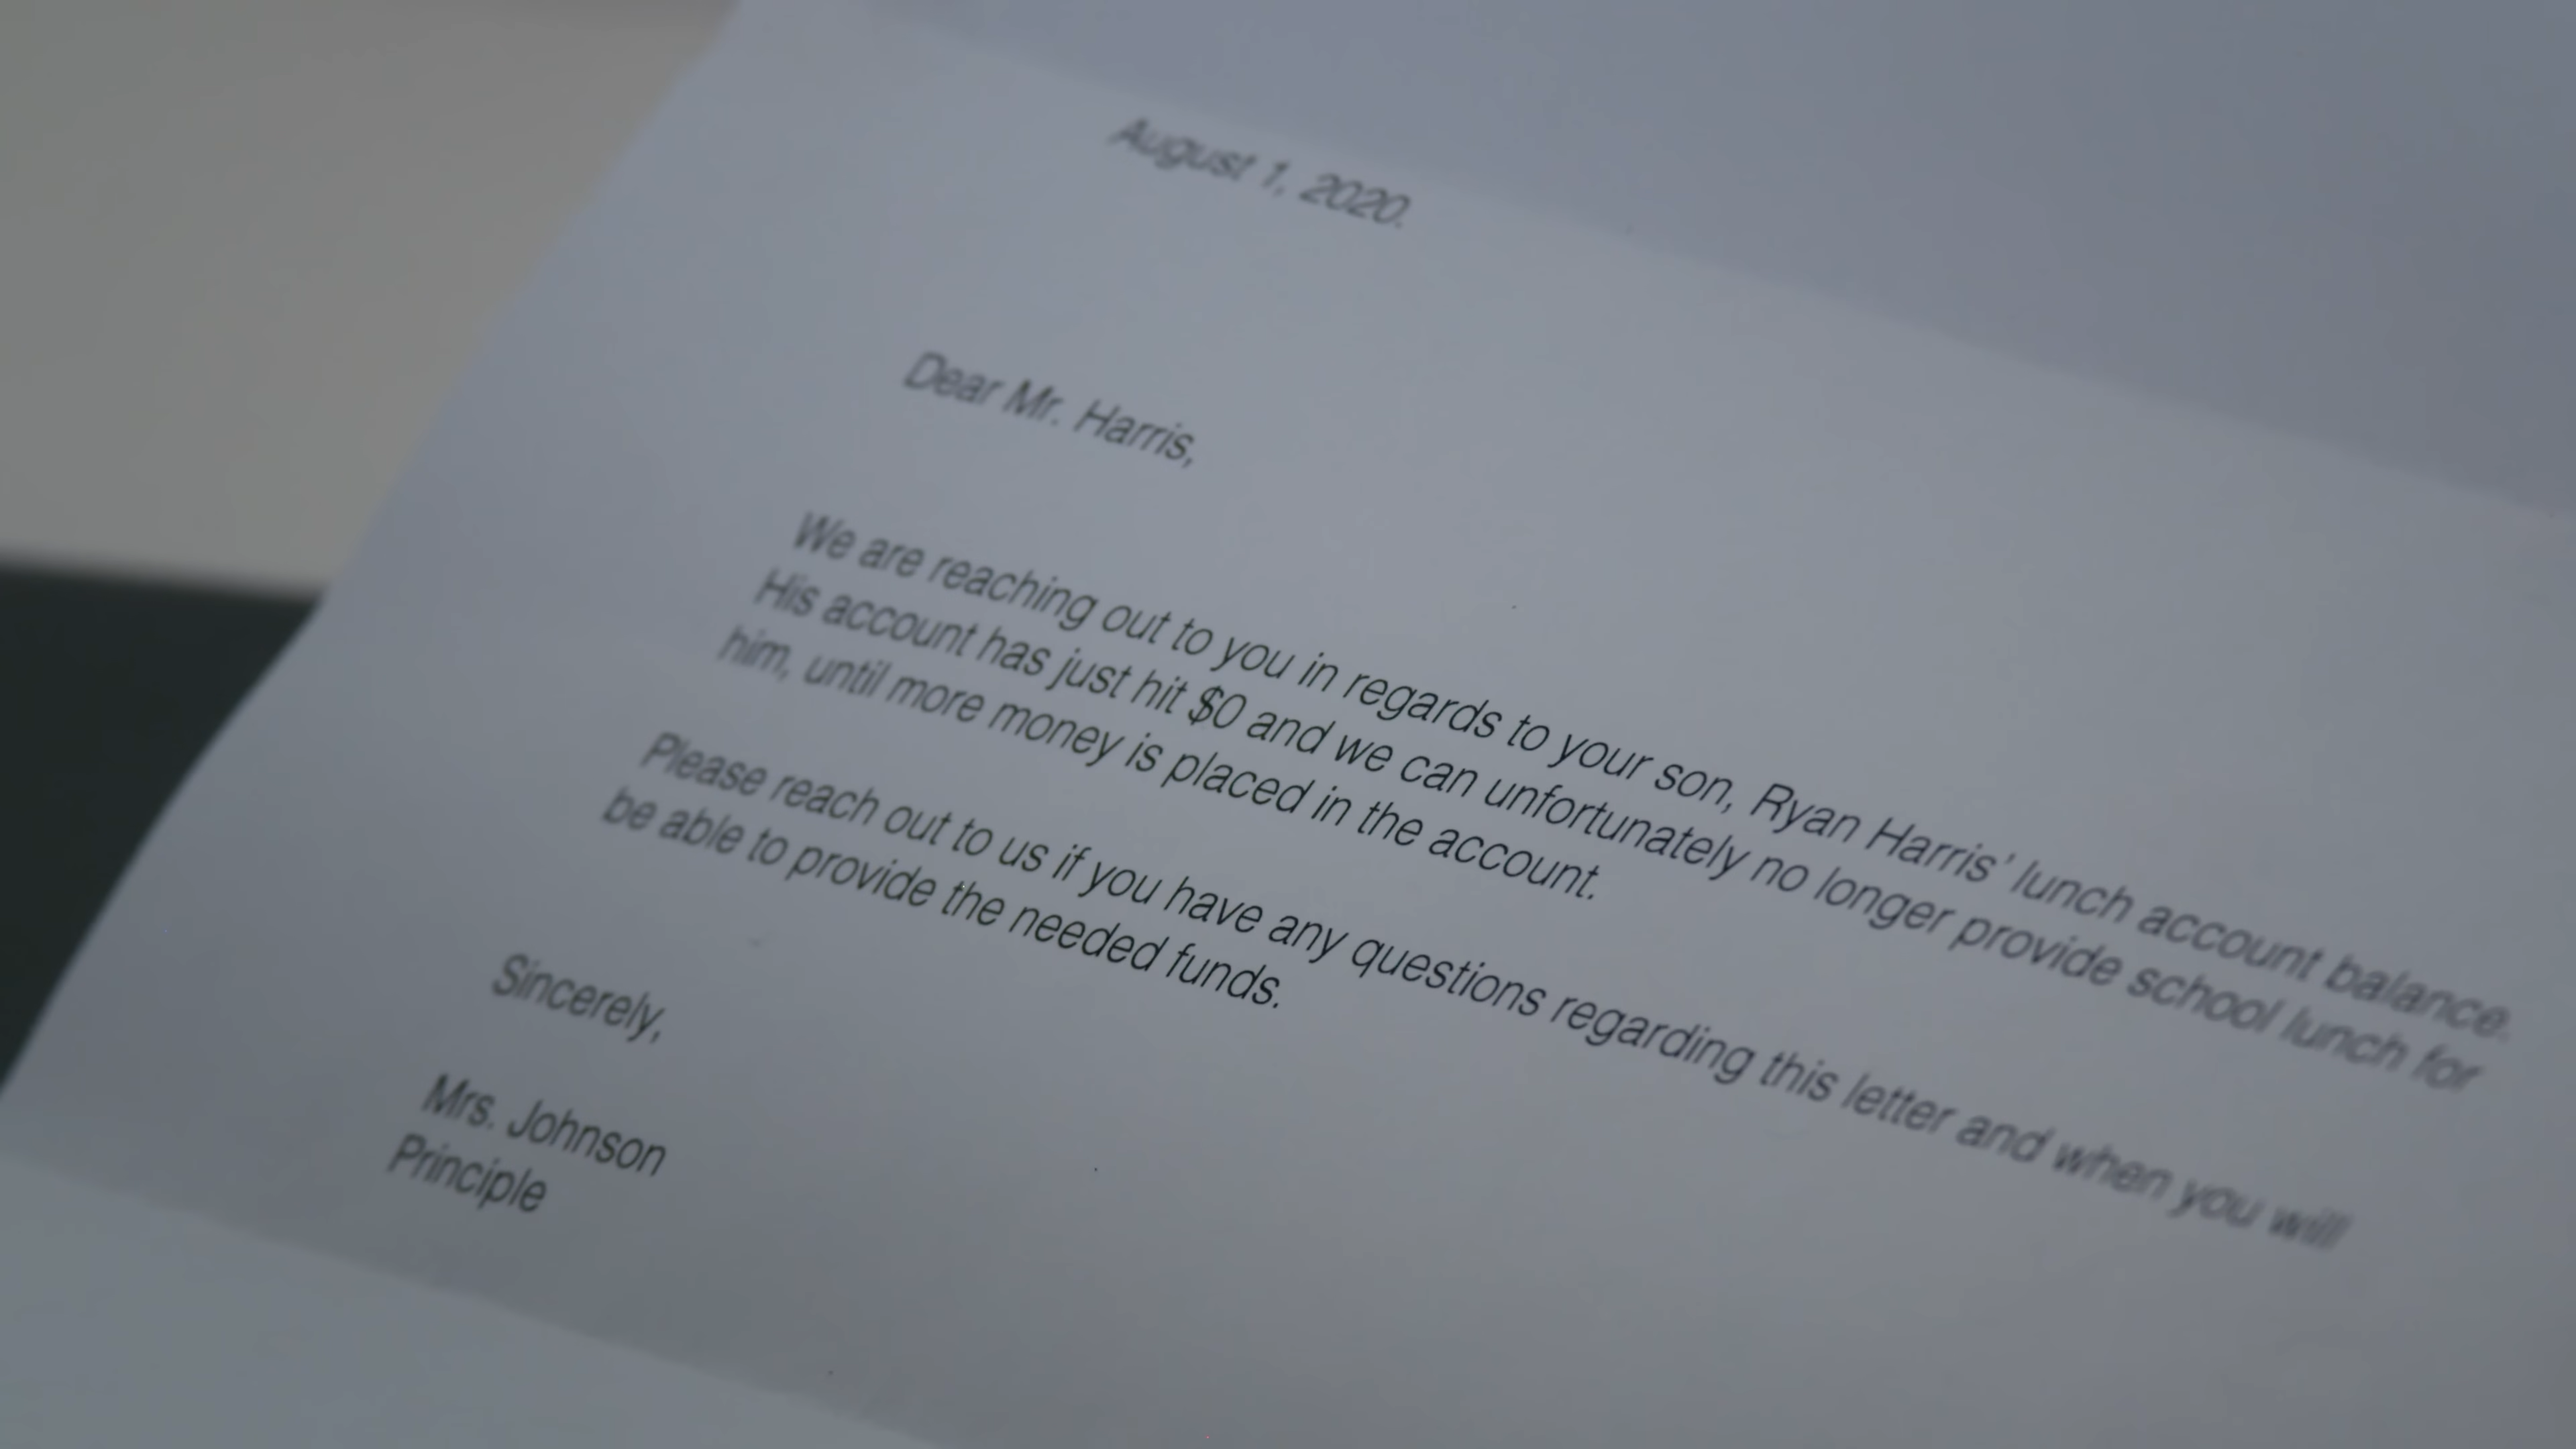 August 1, 2020.
Dear Mr. Harris,
We are reaching out to you in regards to your son, Ryan Harris' lunch account balance.
His account has just hit $0 and we can unfortunately no longer provide school lunch for
him, until more money is placed in the account.
Please reach out to us if you have any questions regarding this letter and when you will
be able to provide the needed funds.
Sincerely,
Mrs. Johnson
Principle